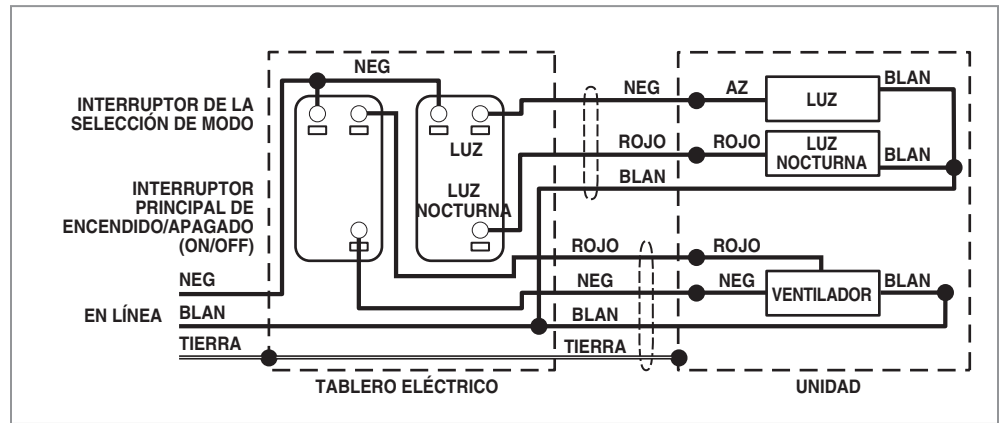 NEG
INTERRUPTOR DE LA
SELECCIÓN DE MODO
LUZ
LUZ
NOCTURNA
INTERRUPTOR
PRINCIPAL DE
ENCENDIDO/APAGADO
(ON/OFF)
NEG
EN LÍNEA
BLAN
TIERRA
TABLERO ELÉCTRICO
NEG
ROJO
BLAN
ROJO
NEG
BLAN
TIERRA
AZ
LUZ
BLAN
ROJO
LUZ
NOCTURNA
BLAN
ROJO
NEG
VENTILADOR
BLAN
UNIDAD